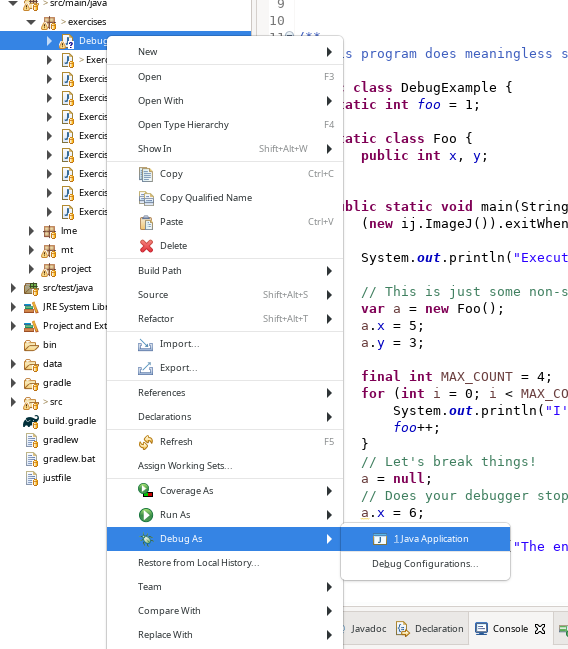 src/main/java
> exercises
Debug
> Exerc
Exercis
Exercis
Exercis
Exercis
Exercis
Exercis
Exercis
Exercis
lme
mt
project
src/test/java
JRE System Libr
Project and Ext
bin
data
gradle
> src
build.gradle
gradlew
gradlew.bat
justfile
New
Open F3
Open With
Open Type Hierarchy F4
Show In Shift+Alt+W
Copy Ctrl+C
Copy Qualified Name
Paste Ctrl+V
Delete
Build Path
Source Shift+Alt+S
Refactor Shift+Alt+T
Import...
Export...
References
Declarations
Refresh F5
Assign Working Sets...
Coverage As
Run As
Debug As
Restore from Local History...
Team
Compare With
Replace With
1 Java Application
Debug Configurations...
9
10
11 /**
s program does meaningless s
class DebugExample {
tatic int foo = 1;
tatic class Foo {
public int x, y;
ublic static void main(String
(new ij.ImageJ()).exitWhen
System.out.println("Execut
// This is just some non-s
var a = new Foo();
a.x = 5;
a.y = 3;
final int MAX_COUNT = 4;
for (int i = 0; i < MAX_CO
System.out.println("I'
foo++;
}
// Let's break things!
a = null;
// Does your debugger stop
a.x = 6;
"The en
Javadoc
Declaration
Console